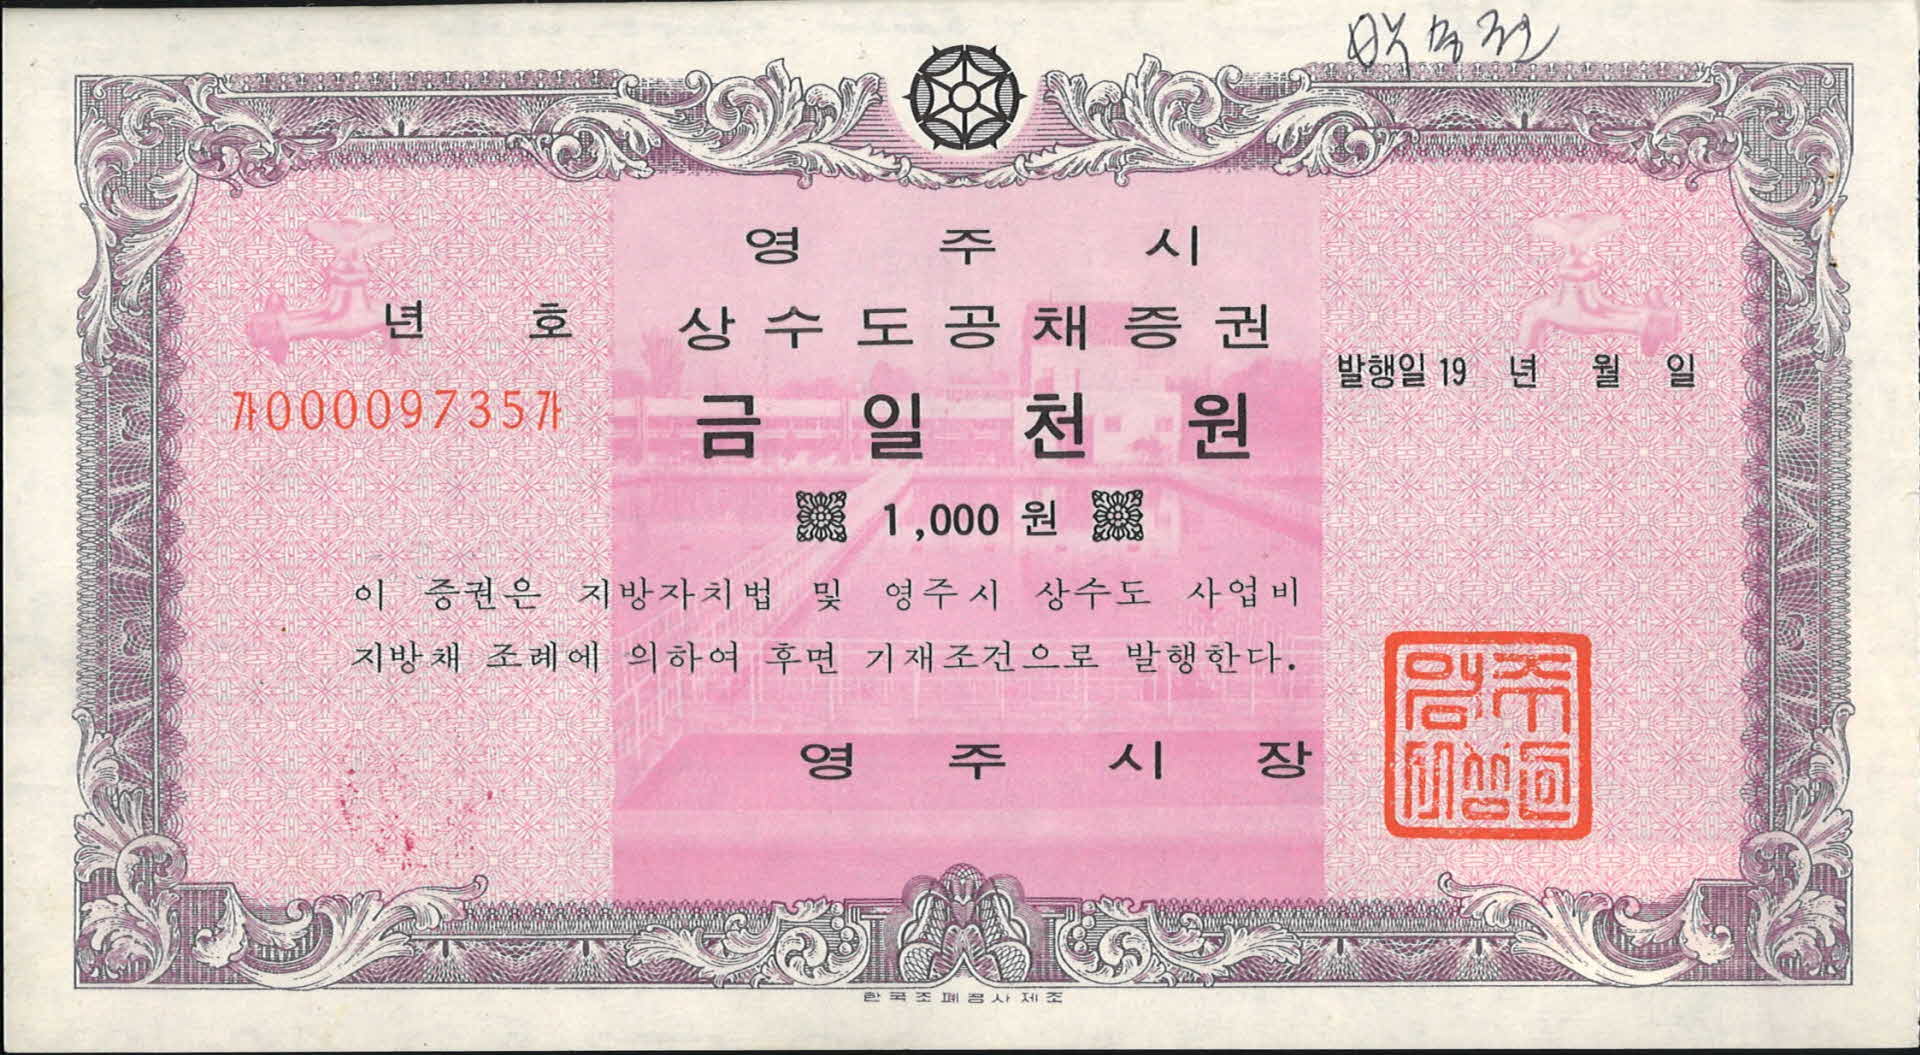 영 주 시
상수도공채증권
년 호
가000009735가
발행일 19 년 월 일
금 일 천 원
1,000 원
이 증권은 지방자치법 및 영주시 상수도 사업비
지방채 조례에 의하여 후면 기재조건으로 발행한다.
영 주 시 장
한국조폐공사제조